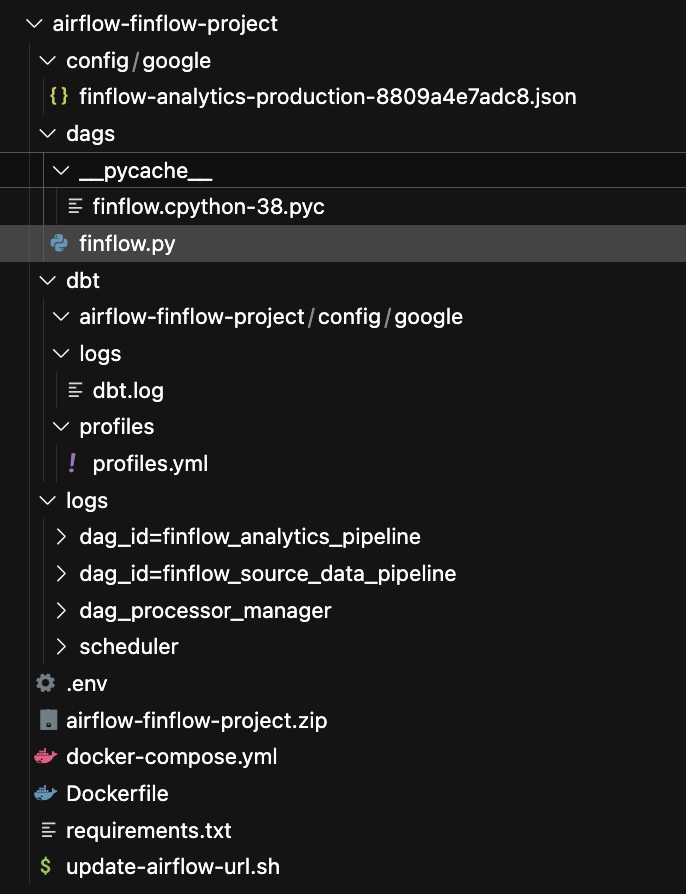 airflow-finflow-project
config/google
{} finflow-analytics-production-8809a4e7adc8.json
dags
__pycache__
finflow.cpython-38.pyc
finflow.py
dbt
airflow-finflow-project/config/google
logs
dbt.log
profiles
! profiles.yml
logs
dag_id=finflow_analytics_pipeline
dag_id=finflow_source_data_pipeline
dag_processor_manager
scheduler
.env
airflow-finflow-project.zip
docker-compose.yml
Dockerfile
requirements.txt
$ update-airflow-url.sh